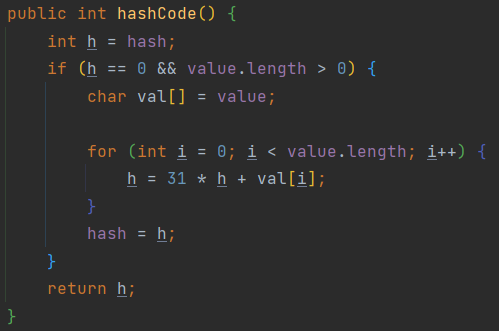 public int hashCode() {
int h = hash;
if (h == 0 && value.length > 0) {
char val[] = value;
for (int i = 0; i < value.length; i++) {
h = 31 * h + val[i];
}
hash = h;
}
return h;
}